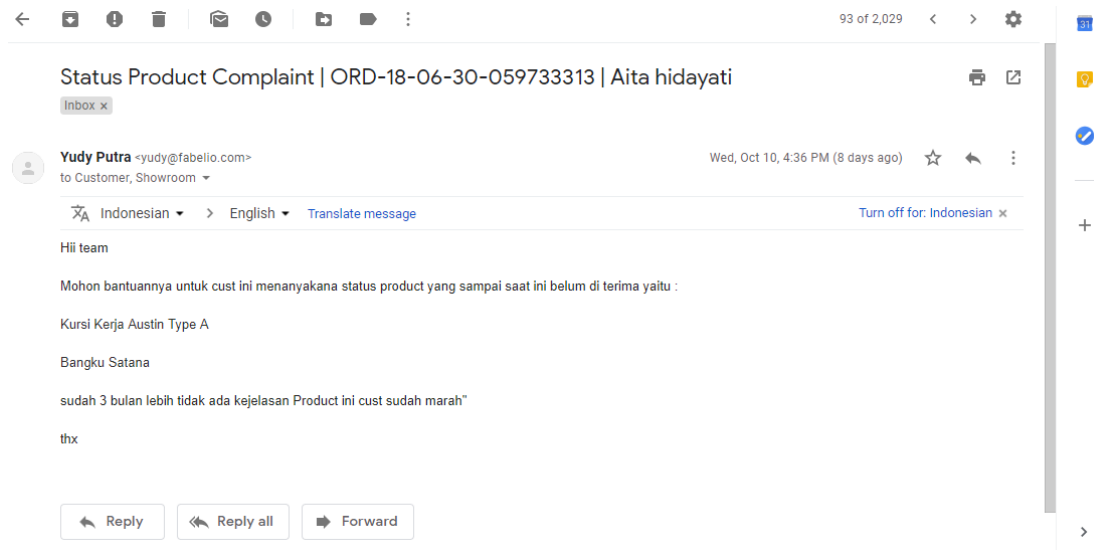 93 of 2,029
31
Status Product Complaint | ORD-18-06-30-059733313 | Aita hidayati
Inbox ×
Yudy Putra <yudy@fabelio.com>
Wed, Oct 10, 4:36 PM (8 days ago)
to Customer, Showroom
Indonesian > English Translate message
Turn off for: Indonesian ×
Hii team
Mohon bantuannya untuk cust ini menanyakana status product yang sampai saat ini belum di terima yaitu :
Kursi Kerja Austin Type A
Bangku Satana
sudah 3 bulan lebih tidak ada kejelasan Product ini cust sudah marah"
thx
Reply
Reply all
Forward